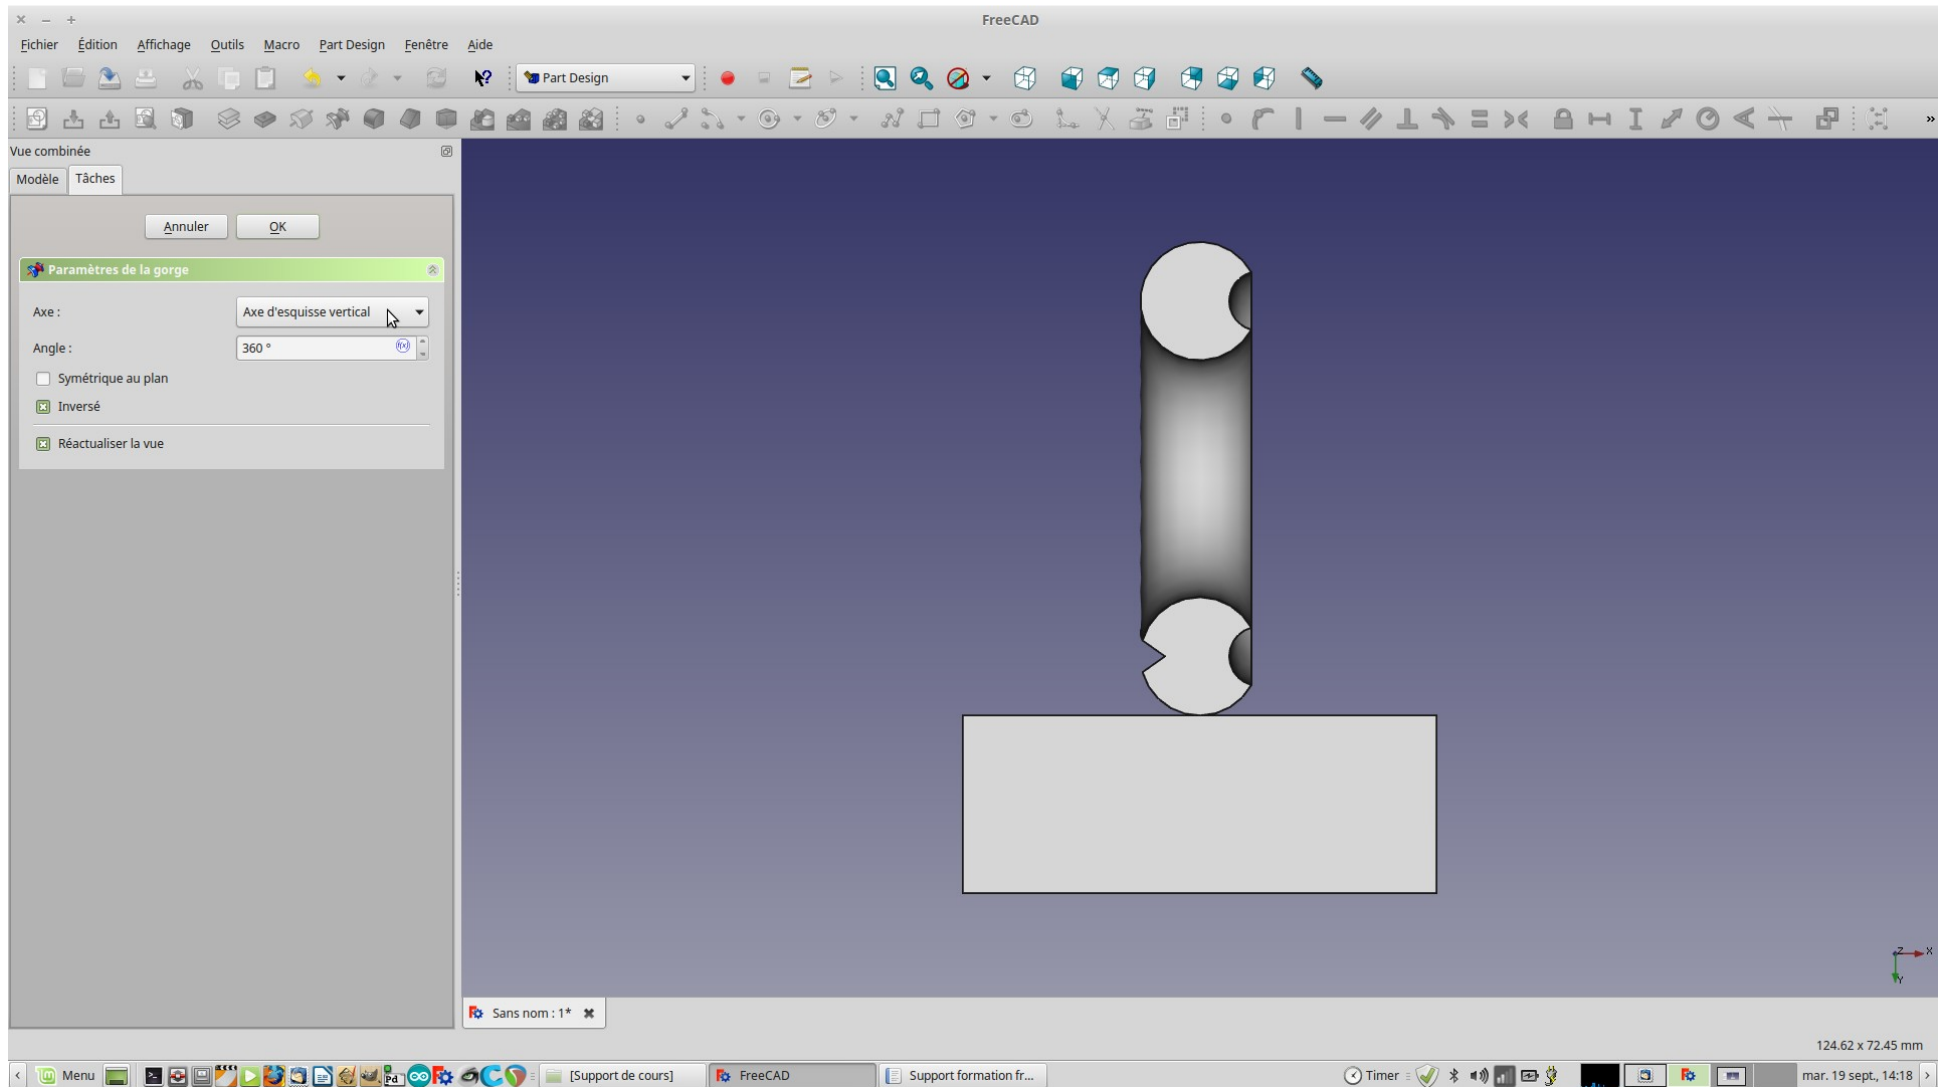 FreeCAD
Fichier Édition Affichage Outils Macro Part Design Fenêtre Aide
Part Design
Vue combinée
Modèle Tâches
Annuler OK
Paramètres de la gorge
Axe : Axe d'esquisse vertical
Angle : 360 °
Symétrique au plan
Inversé
Réactualiser la vue
Z X
Y
Sans nom : 1*
124.62 x 72.45 mm
Menu Pd [Support de cours] FreeCAD Support formation fr... Timer mar. 19 sept., 14:18